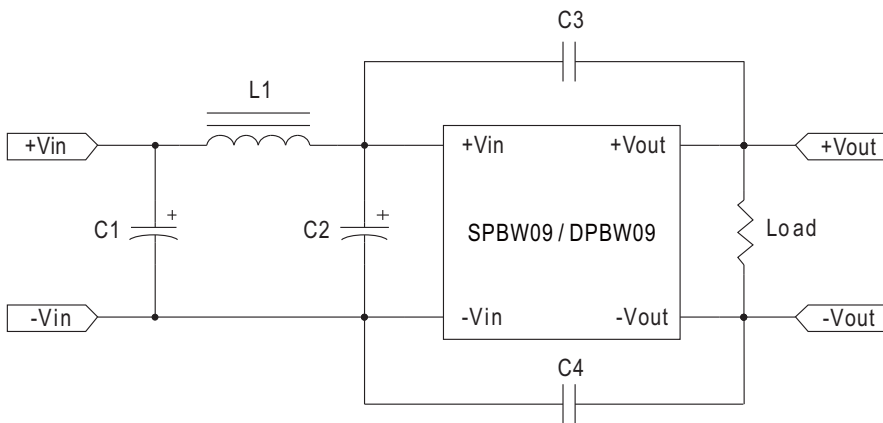 C3
L1
+Vin
+Vin
+Vout
+Vout
C1
+
C2
+
SPBW09 / DPBW09
Load
-Vin
-Vin
-Vout
-Vout
C4